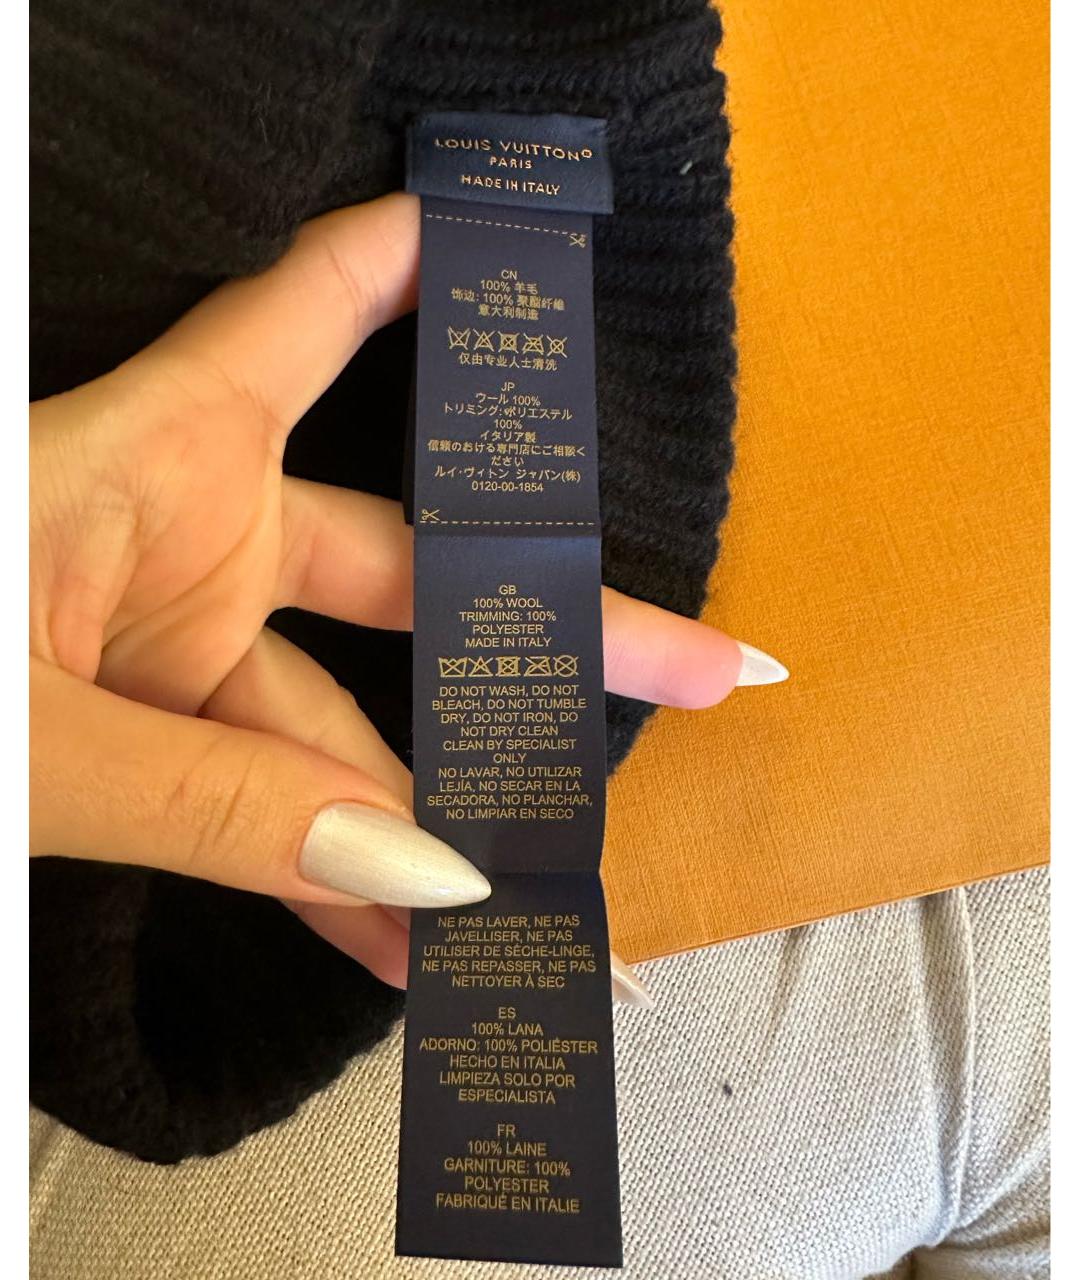 LOUIS VUITTON
PARIS
MADE IN ITALY
CN
100% 羊毛
饰边: 100% 聚酯纤维
意大利制造
仅由专业人士清洗
JP
ウール 100%
トリミング: ポリエステル
100%
イタリア製
信頼のおける専門店にご相談く
ださい
ルイ・ヴィトン ジャパン(株)
0120-00-1854
GB
100% WOOL
TRIMMING: 100%
POLYESTER
MADE IN ITALY
DO NOT WASH, DO NOT
BLEACH, DO NOT TUMBLE
DRY, DO NOT IRON, DO
NOT DRY CLEAN
CLEAN BY SPECIALIST
ONLY
NO LAVAR, NO UTILIZAR
LEJÍA, NO SECAR EN LA
SECADORA, NO PLANCHAR,
NO LIMPIAR EN SECO
NE PAS LAVER, NE PAS
JAVELLISER, NE PAS
UTILISER DE SÈCHE-LINGE,
NE PAS REPASSER, NE PAS
NETTOYER À SEC
ES
100% LANA
ADORNO: 100% POLIÉSTER
HECHO EN ITALIA
LIMPIEZA SOLO POR
ESPECIALISTA
FR
100% LAINE
GARNITURE: 100%
POLYESTER
FABRIQUÉ EN ITALIE